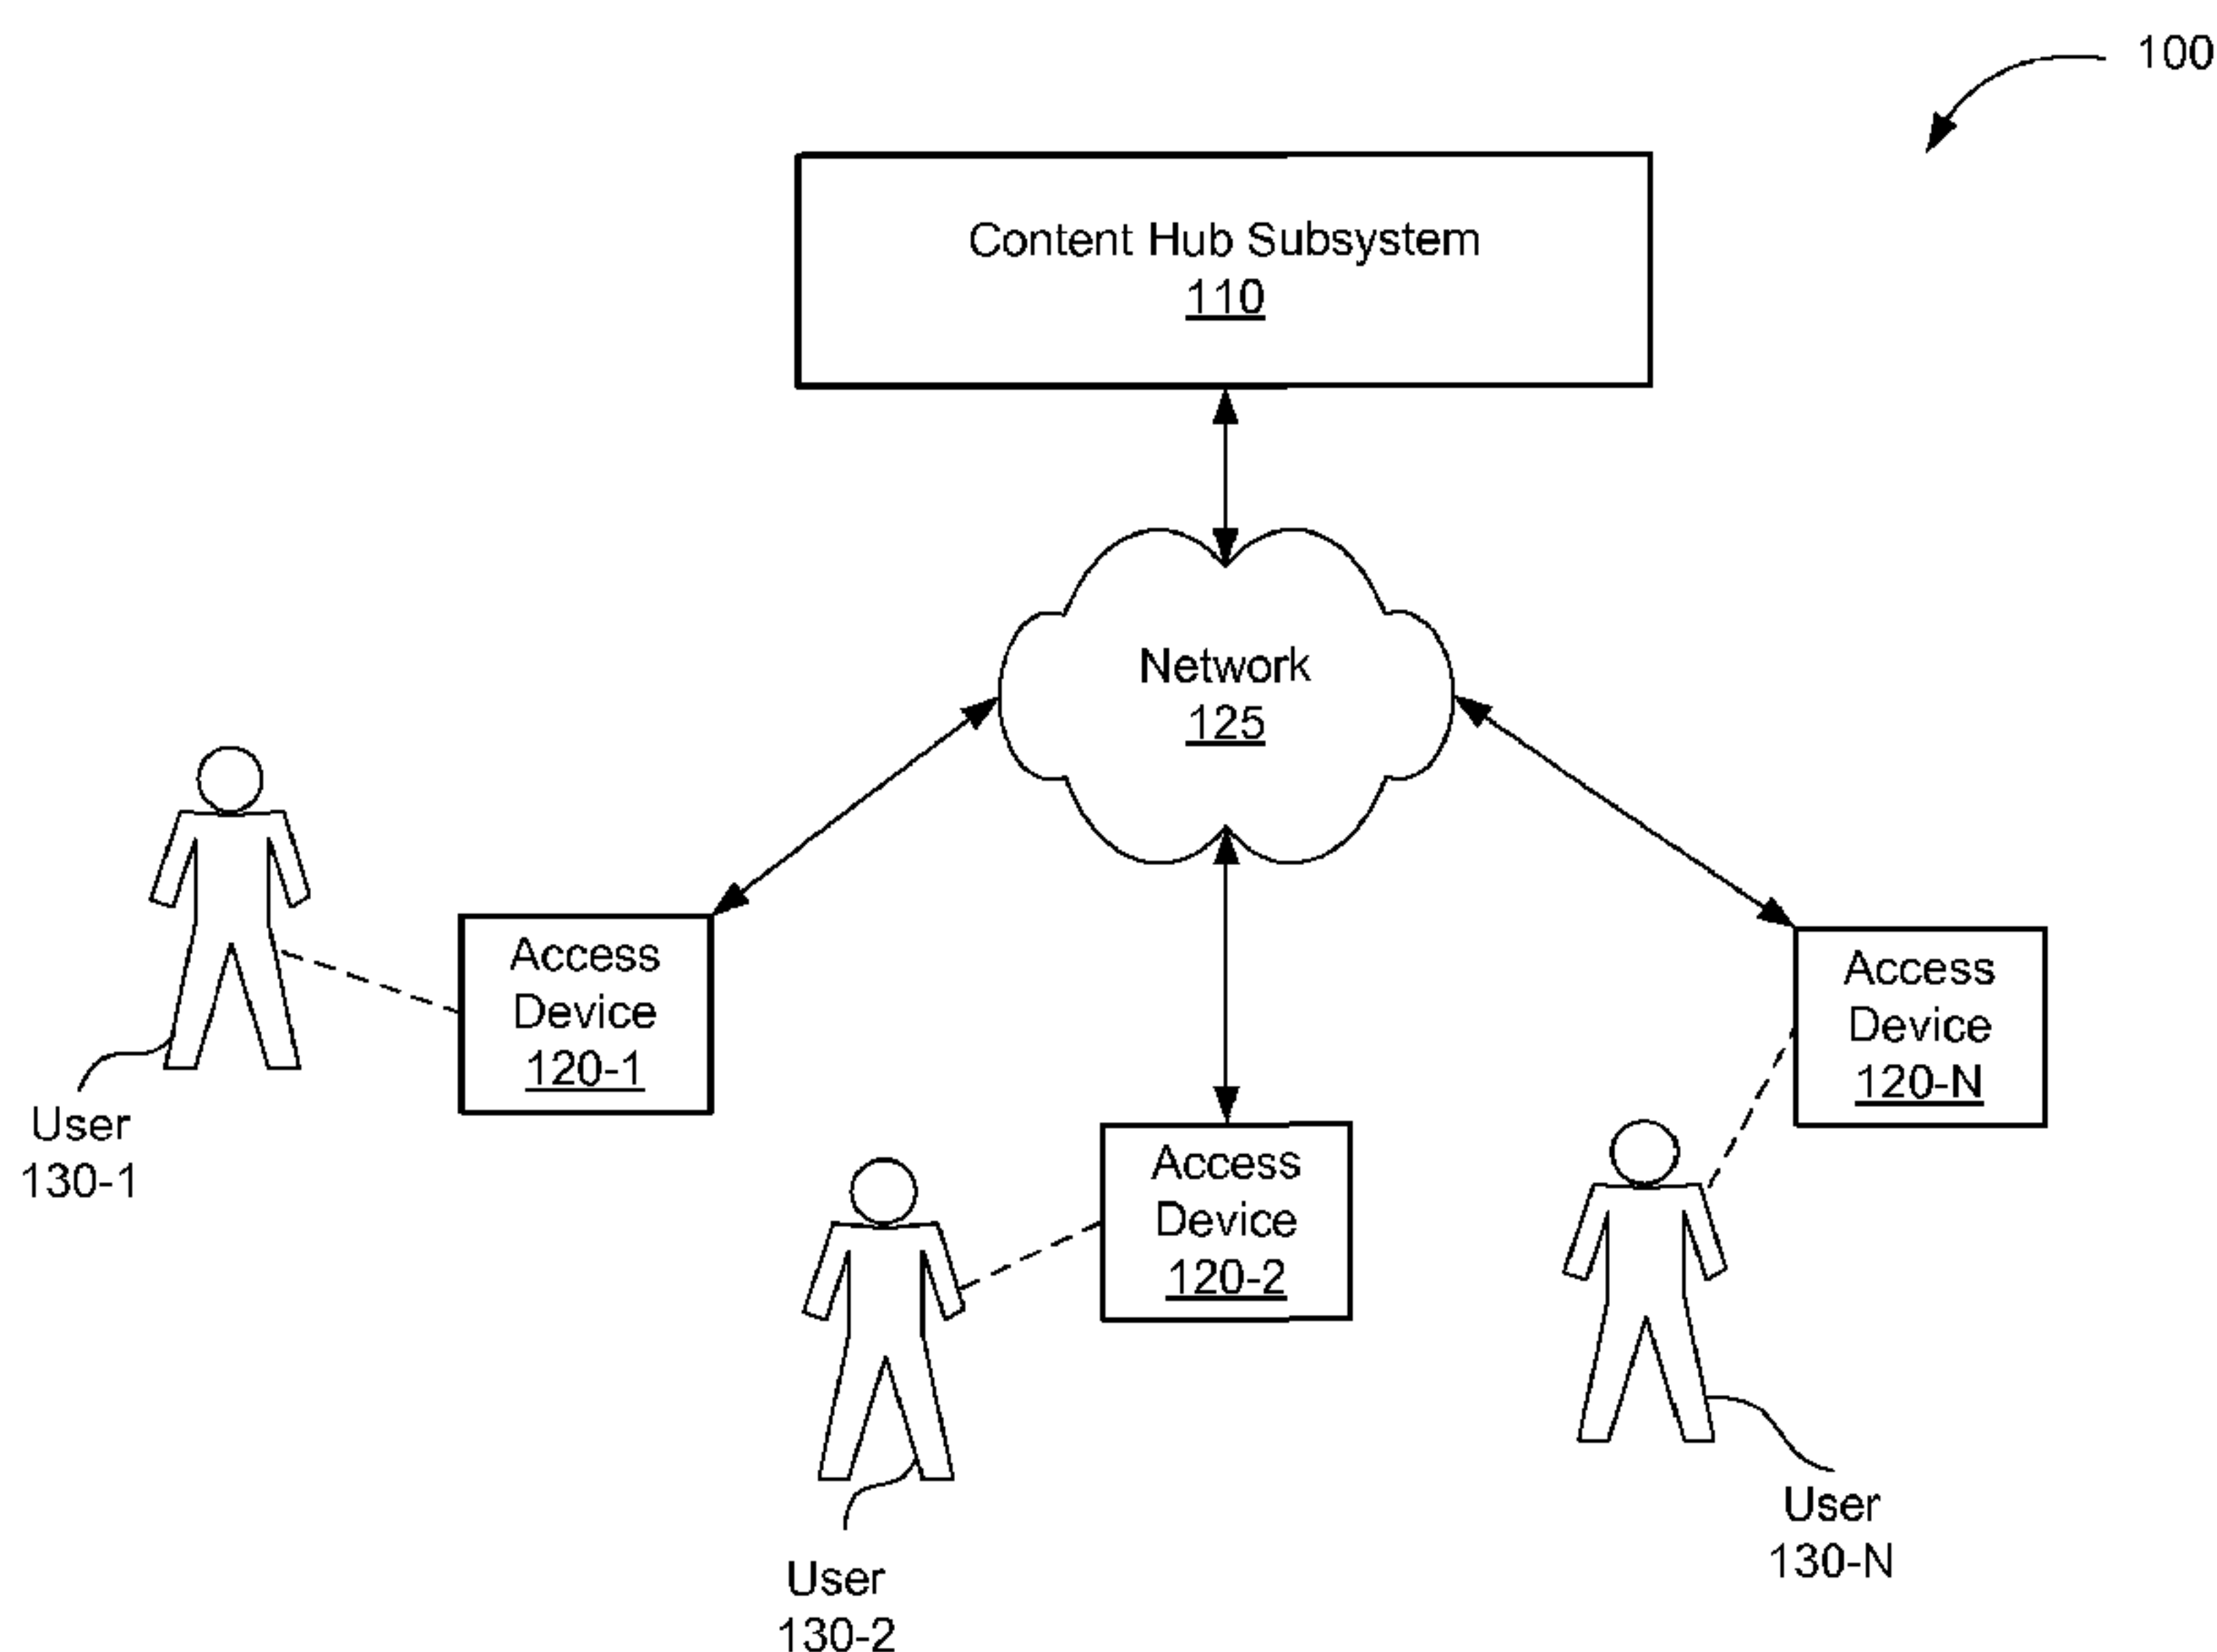 100
Content Hub Subsystem
110
Network
125
Access
Device
120-1
User
130-1
Access
Device
120-2
User
130-2
Access
Device
120-N
User
130-N